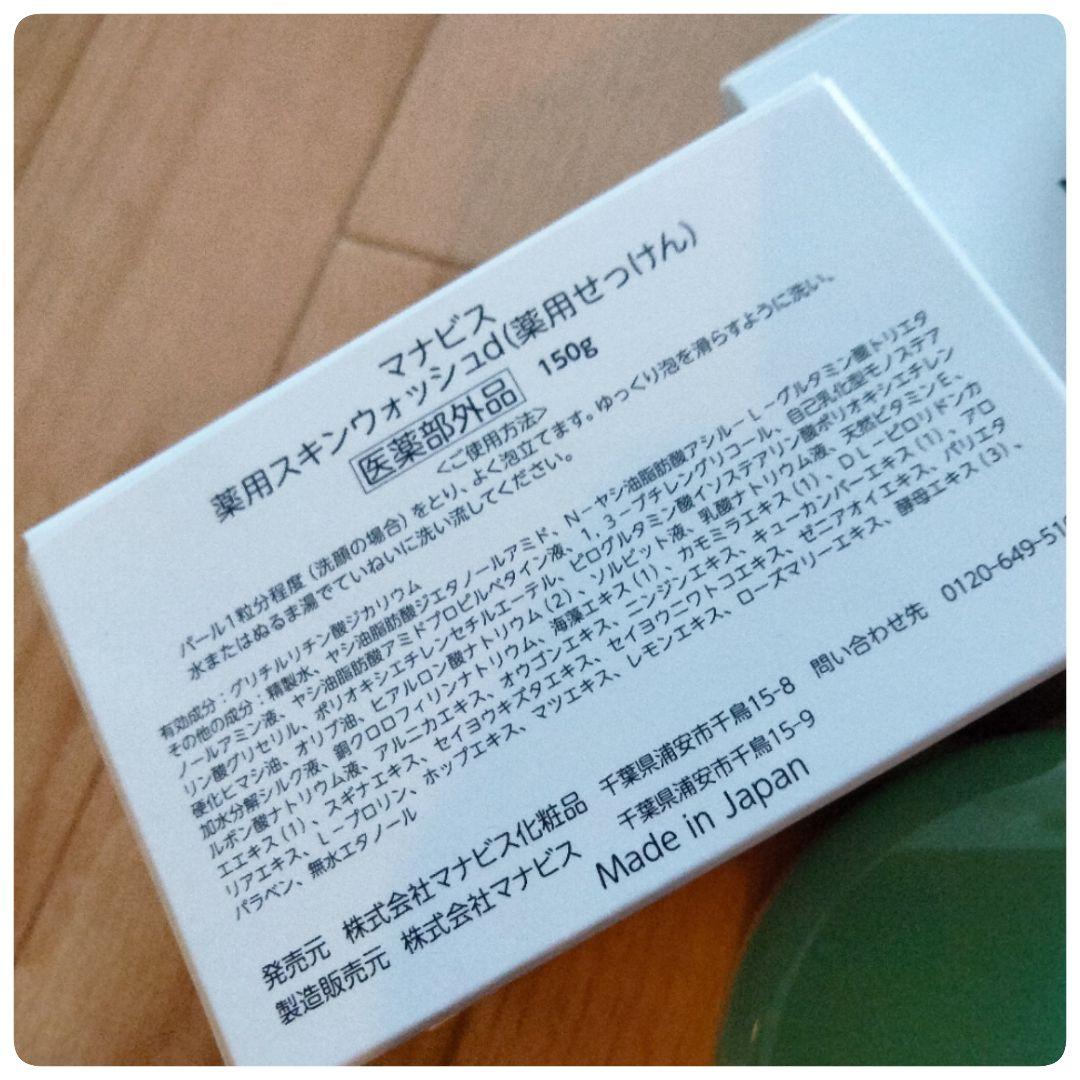 マナビス
薬用スキンウォッシュd(薬用せっけん)
医薬部外品 150g
<ご使用方法>
パール1粒分程度(洗顔の場合)をとり、よく泡立てます。ゆっくり泡を滑らすように洗い、
水またはぬるま湯でていねいに洗い流してください。
有効成分:グリチルリチン酸ジカリウム
その他の成分:精製水、ヤシ油脂肪酸ジエタノールアミド、N-ヤシ油脂肪酸アシル-L-グルタミン酸トリエタ
ノールアミン液、ヤシ油脂肪酸アミドプロピルベタイン液、1,3-ブチレングリコール、自己乳化型モノステア
リン酸グリセリル、ポリオキシエチレンセチルエーテル、ピログルタミン酸イソステアリン酸ポリオキシエチレン
硬化ヒマシ油、オリブ油、ヒアルロン酸ナトリウム(2)、ソルビット液、乳酸ナトリウム液、天然ビタミンE、
加水分解シルク液、銅クロロフィリンナトリウム、海藻エキス(1)、カモミラエキス(1)、DL-ピロリドンカ
ルボン酸ナトリウム液、アルニカエキス、オウゴンエキス、ニンジンエキス、キューカンバーエキス(1)、アロ
エエキス(1)、スギナエキス、セイヨウキズタエキス、セイヨウニワトコエキス、ゼニアオイエキス、パリエタ
リアエキス、L-プロリン、ホップエキス、マツエキス、レモンエキス、ローズマリーエキス、酵母エキス(3)、
パラベン、無水エタノール
発売元 株式会社マナビス化粧品 千葉県浦安市千鳥15-8 問い合わせ先 0120-649-51
製造販売元 株式会社マナビス 千葉県浦安市千鳥15-9
Made in Japan